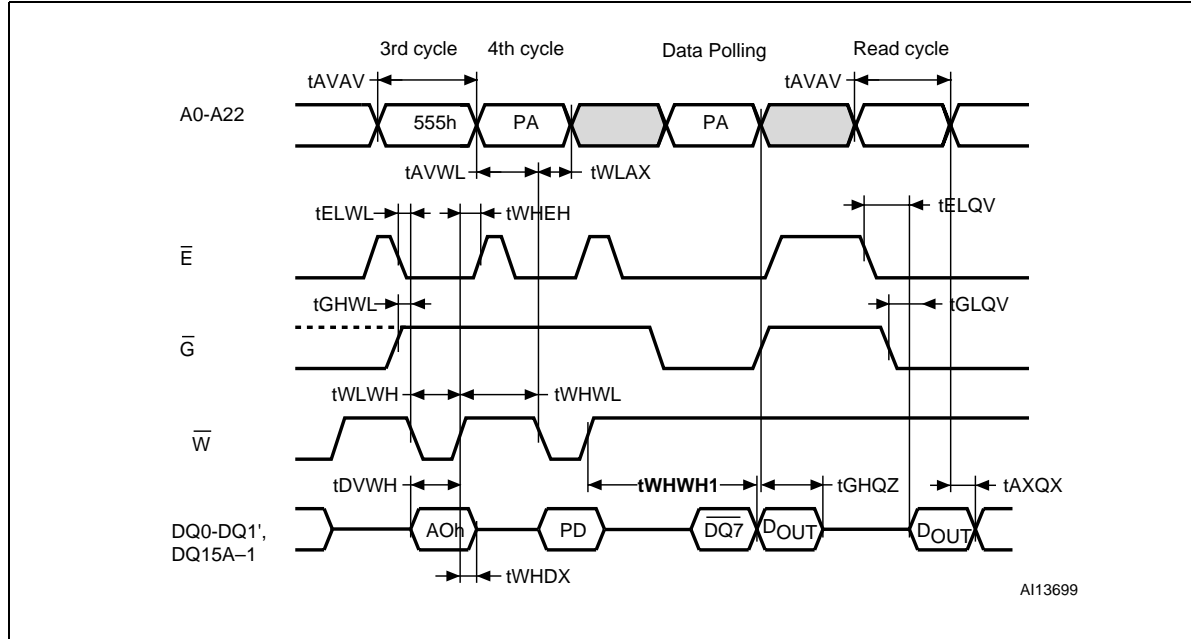 3rd cycle 4th cycle Data Polling Read cycle
tAVAV tAVAV
A0-A22 555h PA PA
tAVWL tWLAX
tELWL tWHEH tELQV
E̅
tGHWL tGLQV
G̅
tWLWH tWHWL
W̅
tDVWH tWHWH1 tGHQZ tAXQX
DQ0-DQ1', AOh PD D̅Q̅7̅ DOUT DOUT
DQ15A–1
tWHDX
AI13699